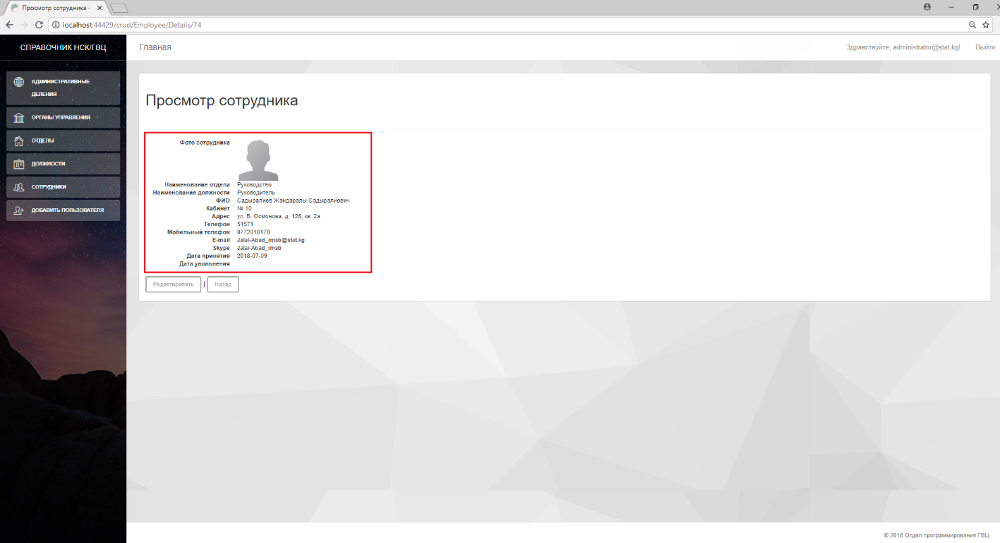 Просмотр сотрудника -
localhost:44429/crud/Employee/Details/74
СПРАВОЧНИК НСК/ГВЦ
Главная
Здравствуйте, administrator@stat.kg!
Выйти
АДМИНИСТРАТИВНЫЕ
ДЕЛЕНИЯ
ОРГАНЫ УПРАВЛЕНИЯ
ОТДЕЛЫ
ДОЛЖНОСТИ
СОТРУДНИКИ
ДОБАВИТЬ ПОЛЬЗОВАТЕЛЯ
Просмотр сотрудника
Фото сотрудника
Наименование отдела Руководство
Наименование должности Руководитель
ФИО Садыралиев Жандаралы Садыралиевич
Кабинет № 10
Адрес ул. Б. Осмонова, д. 126, кв. 2а
Телефон 51571
Мобильный телефон 0772010170
E-mail Jalal-Abad_rmsb@stat.kg
Skype Jalal-Abad_rmsb
Дата принятия 2018-07-09
Дата увольнения
Редактировать | Назад
© 2018 Отдел программирования ГВЦ